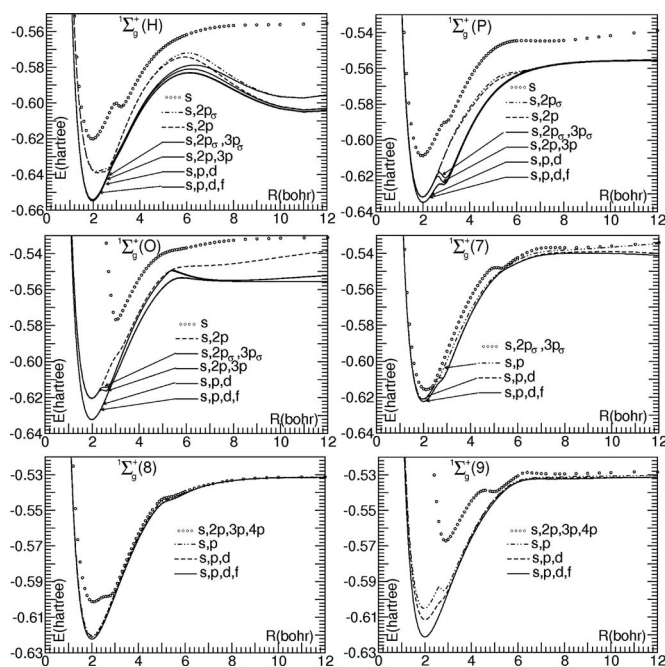 -0.56
-0.58
-0.60
-0.62
-0.64
-0.66
E(hartree)
¹Σg⁺(H)
s
s,2pσ
s,2p
s,2pσ,3pσ
s,2p,3p
s,p,d
s,p,d,f
R(bohr)
0 2 4 6 8 10 12
-0.54
-0.56
-0.58
-0.60
-0.62
-0.64
E(hartree)
¹Σg⁺(P)
s
s,2pσ
s,2p
s,2pσ,3pσ
s,2p,3p
s,p,d
s,p,d,f
R(bohr)
0 2 4 6 8 10 12
-0.54
-0.56
-0.58
-0.60
-0.62
-0.64
E(hartree)
¹Σg⁺(O)
s
s,2p
s,2pσ,3pσ
s,2p,3p
s,p,d
s,p,d,f
R(bohr)
0 2 4 6 8 10 12
-0.54
-0.56
-0.58
-0.60
-0.62
-0.64
E(hartree)
¹Σg⁺(7)
s,2pσ,3pσ
s,p
s,p,d
s,p,d,f
R(bohr)
0 2 4 6 8 10 12
-0.53
-0.55
-0.57
-0.59
-0.61
-0.63
E(hartree)
¹Σg⁺(8)
s,2p,3p,4p
s,p
s,p,d
s,p,d,f
R(bohr)
0 2 4 6 8 10 12
-0.53
-0.55
-0.57
-0.59
-0.61
-0.63
E(hartree)
¹Σg⁺(9)
s,2p,3p,4p
s,p
s,p,d
s,p,d,f
R(bohr)
0 2 4 6 8 10 12